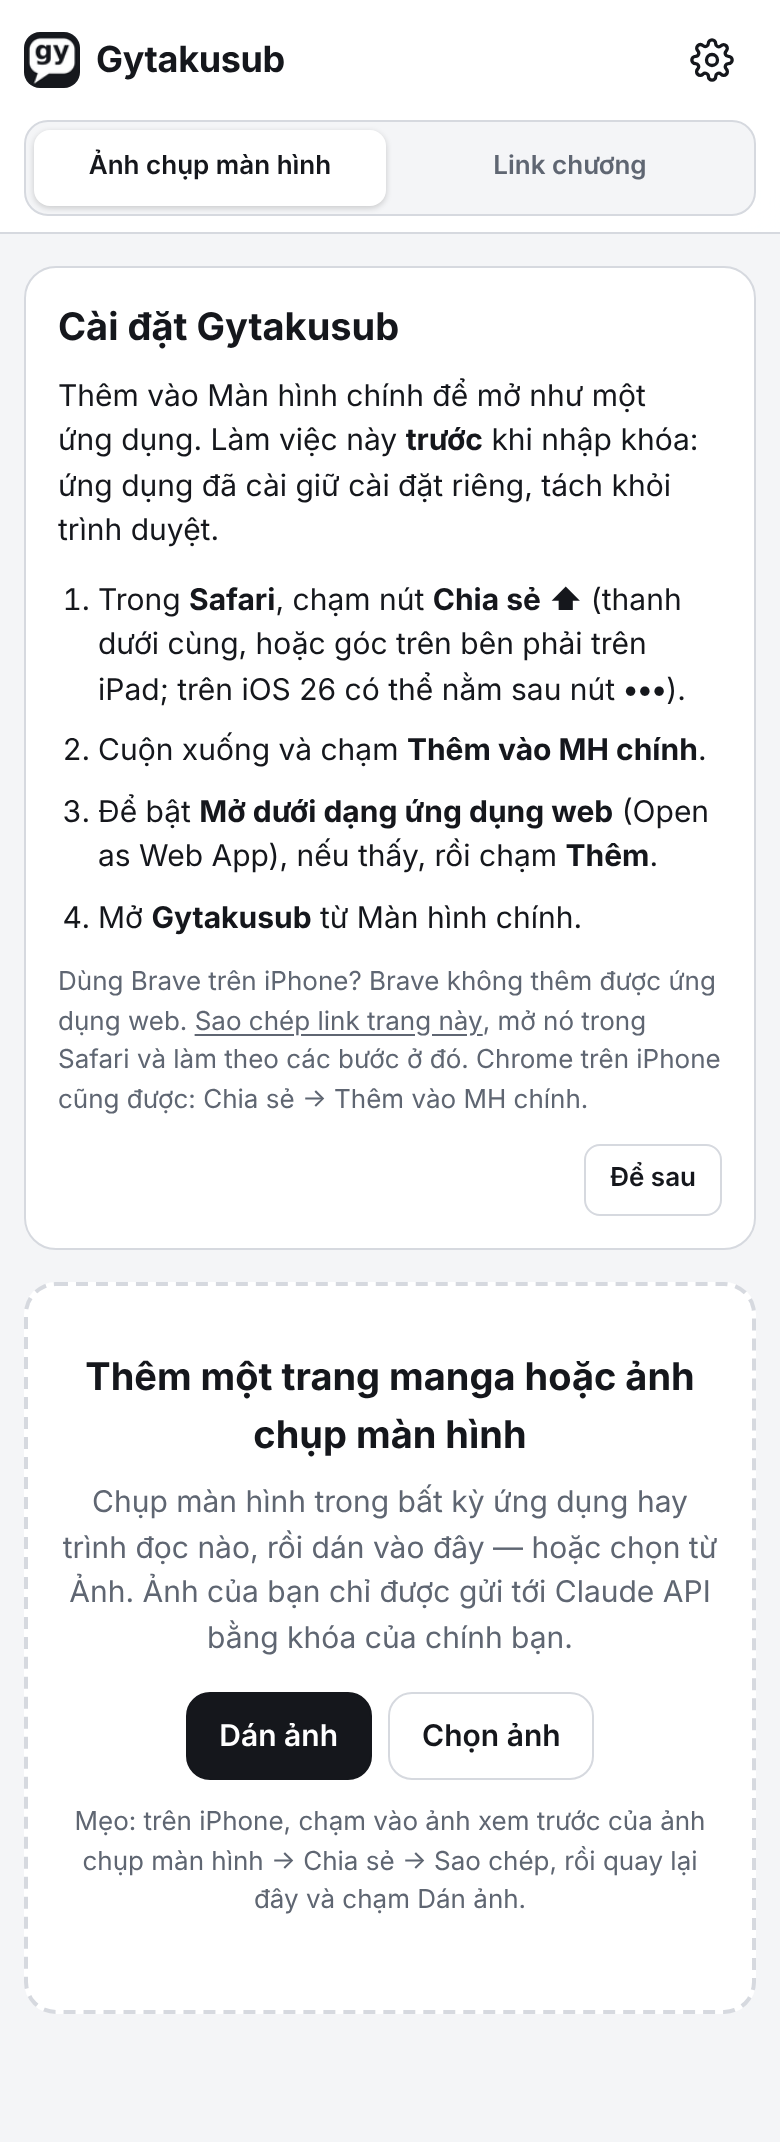 gy
Gytakusub
Ảnh chụp màn hình
Link chương
Cài đặt Gytakusub
Thêm vào Màn hình chính để mở như một
ứng dụng. Làm việc này trước khi nhập khóa:
ứng dụng đã cài giữ cài đặt riêng, tách khỏi
trình duyệt.
1. Trong Safari, chạm nút Chia sẻ ⬆ (thanh
dưới cùng, hoặc góc trên bên phải trên
iPad; trên iOS 26 có thể nằm sau nút •••).
2. Cuộn xuống và chạm Thêm vào MH chính.
3. Để bật Mở dưới dạng ứng dụng web (Open
as Web App), nếu thấy, rồi chạm Thêm.
4. Mở Gytakusub từ Màn hình chính.
Dùng Brave trên iPhone? Brave không thêm được ứng
dụng web. Sao chép link trang này, mở nó trong
Safari và làm theo các bước ở đó. Chrome trên iPhone
cũng được: Chia sẻ → Thêm vào MH chính.
Để sau
Thêm một trang manga hoặc ảnh
chụp màn hình
Chụp màn hình trong bất kỳ ứng dụng hay
trình đọc nào, rồi dán vào đây — hoặc chọn từ
Ảnh. Ảnh của bạn chỉ được gửi tới Claude API
bằng khóa của chính bạn.
Dán ảnh
Chọn ảnh
Mẹo: trên iPhone, chạm vào ảnh xem trước của ảnh
chụp màn hình → Chia sẻ → Sao chép, rồi quay lại
đây và chạm Dán ảnh.